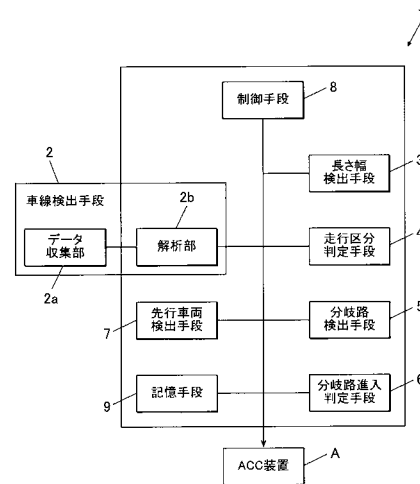 1
制御手段
8
長さ幅
検出手段
3
2
車線検出手段
2b
データ
収集部
解析部
2a
走行区分
判定手段
4
先行車両
検出手段
7
分岐路
検出手段
5
記憶手段
9
分岐路進入
判定手段
6
ACC装置
A